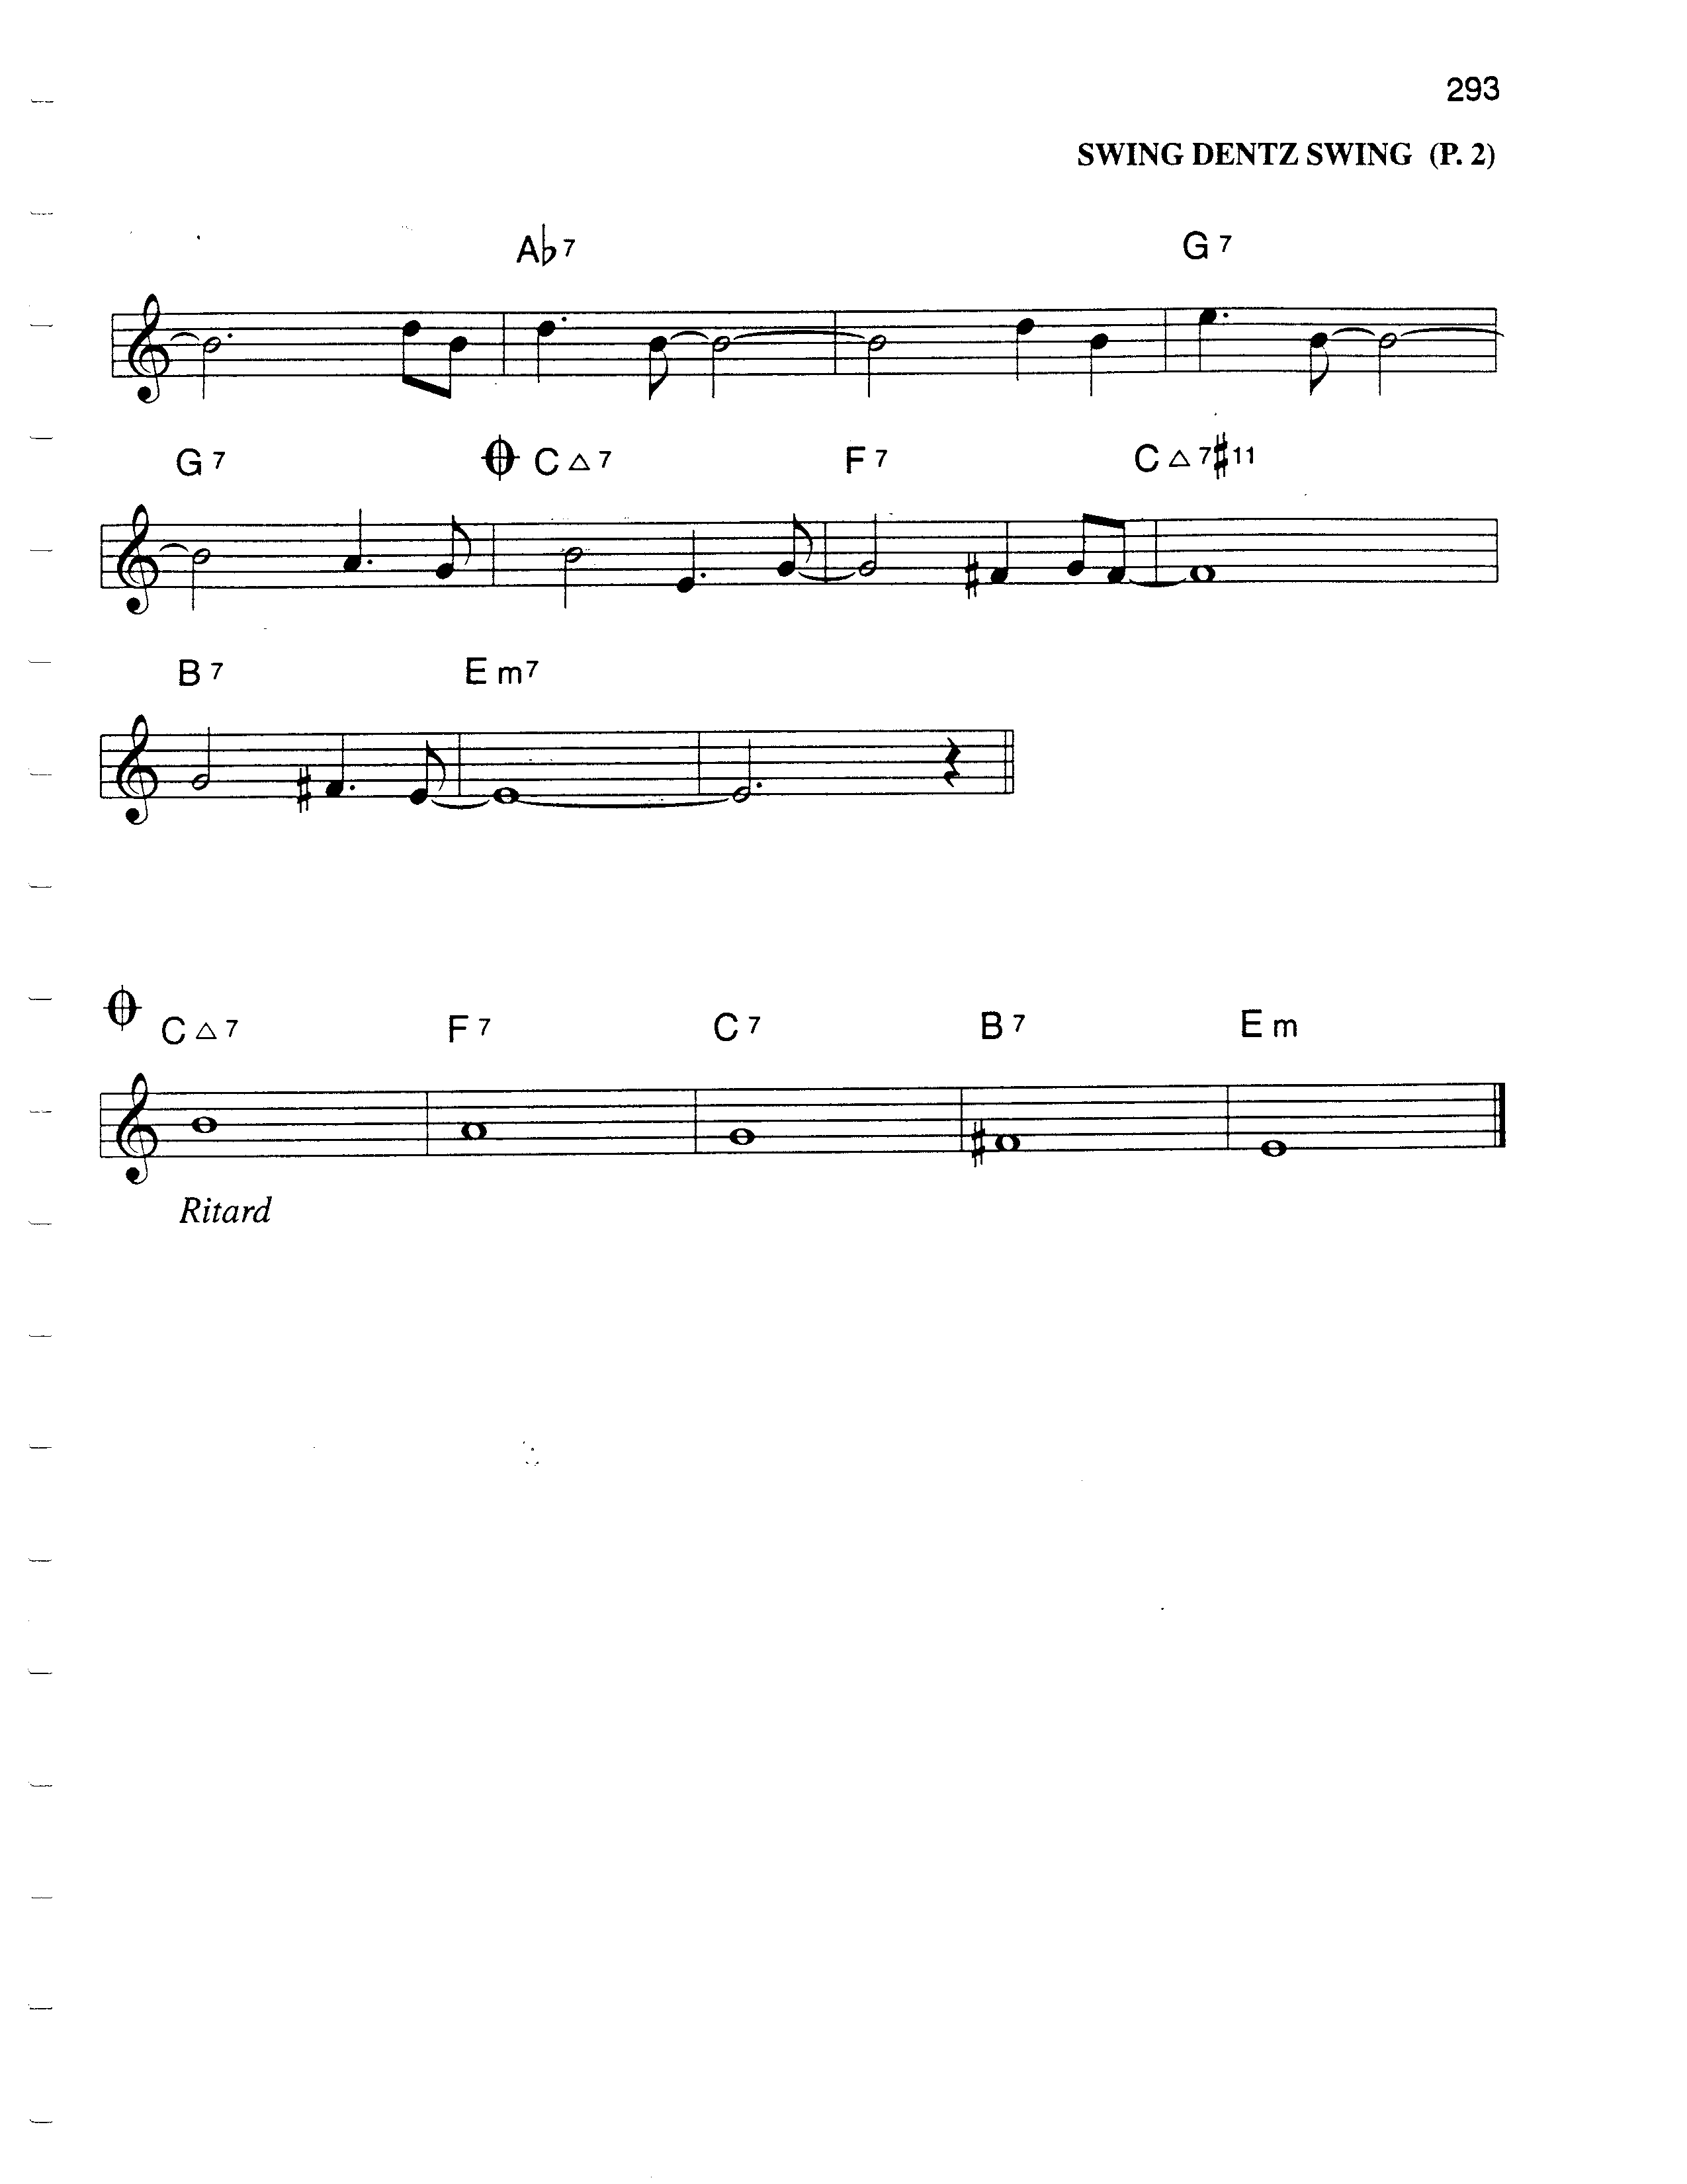 293
SWING DENTZ SWING (P. 2)
A♭7 G7
G7 C△7 F7 C△7♯11
B7 Em7
C△7 F7 C7 B7 Em
Ritard